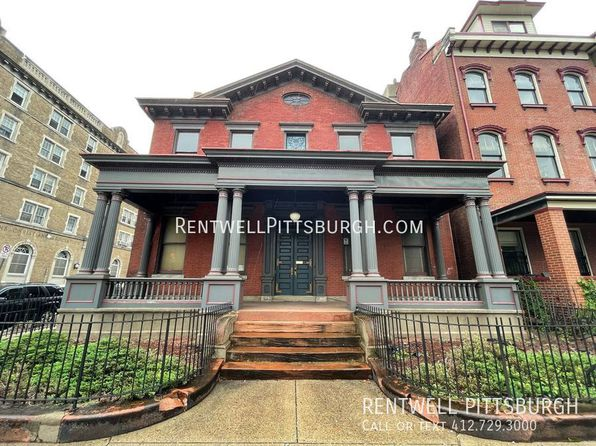 RENTWELLPITTSBURGH.COM
RENTWELL PITTSBURGH
CALL OR TEXT 412.729.3000